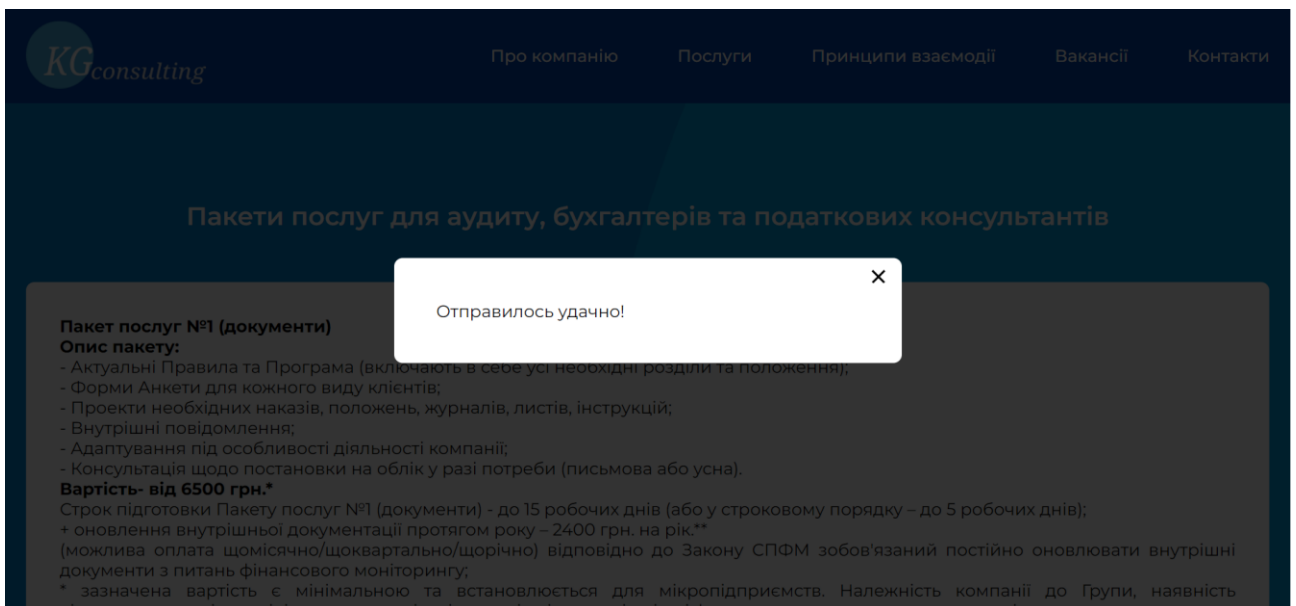 KGconsulting
Про компанію Послуги Принципи взаємодії Вакансії Контакти
Пакети послуг для аудиту, бухгалтерів та податкових консультантів
×
Отправилось удачно!
Пакет послуг №1 (документи)
Опис пакету:
- Актуальні Правила та Програма (включають в себе усі необхідні розділи та положення);
- Форми Анкети для кожного виду клієнтів;
- Проекти необхідних наказів, положень, журналів, листів, інструкцій;
- Внутрішні повідомлення;
- Адаптування під особливості діяльності компанії;
- Консультація щодо постановки на облік у разі потреби (письмова або усна).
Вартість- від 6500 грн.*
Строк підготовки Пакету послуг №1 (документи) - до 15 робочих днів (або у строковому порядку – до 5 робочих днів);
+ оновлення внутрішньої документації протягом року – 2400 грн. на рік.**
(можлива оплата щомісячно/щоквартально/щорічно) відповідно до Закону СПФМ зобов'язаний постійно оновлювати внутрішні
документи з питань фінансового моніторингу;
* зазначена вартість є мінімальною та встановлюється для мікропідприємств. Належність компанії до Групи, наявність